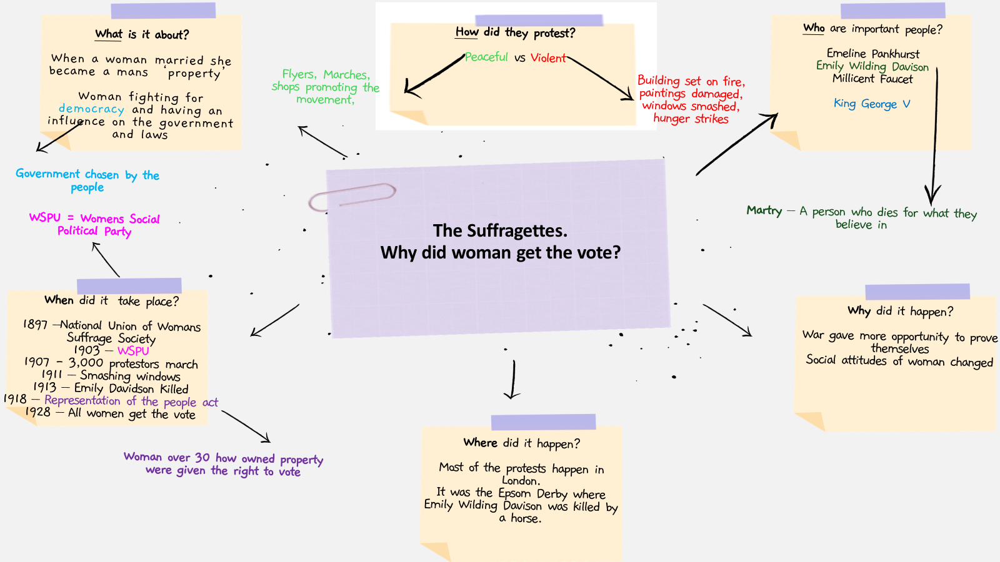 What is it about?
When a woman married she
became a mans 'property'
Woman fighting for
democracy and having an
influence on the government
and laws
Government chosen by the
people
How did they protest?
Peaceful vs Violent
Flyers, Marches,
shops promoting the
movement,
Building set on fire,
paintings damaged,
windows smashed,
hunger strikes
Who are important people?
Emeline Pankhurst
Emily Wilding Davison
Millicent Faucet
King George V
Martry – A person who dies for what they
believe in
The Suffragettes.
Why did woman get the vote?
WSPU = Womens Social
Political Party
When did it take place?
1897 –National Union of Womans
Suffrage Society
1903 – WSPU
1907 - 3,000 protestors march
1911 – Smashing windows
1913 – Emily Davidson Killed
1918 – Representation of the people act
1928 – All women get the vote
Woman over 30 how owned property
were given the right to vote
Where did it happen?
Most of the protests happen in
London.
It was the Epsom Derby where
Emily Wilding Davison was killed by
a horse.
Why did it happen?
War gave more opportunity to prove
themselves
Social attitudes of woman changed